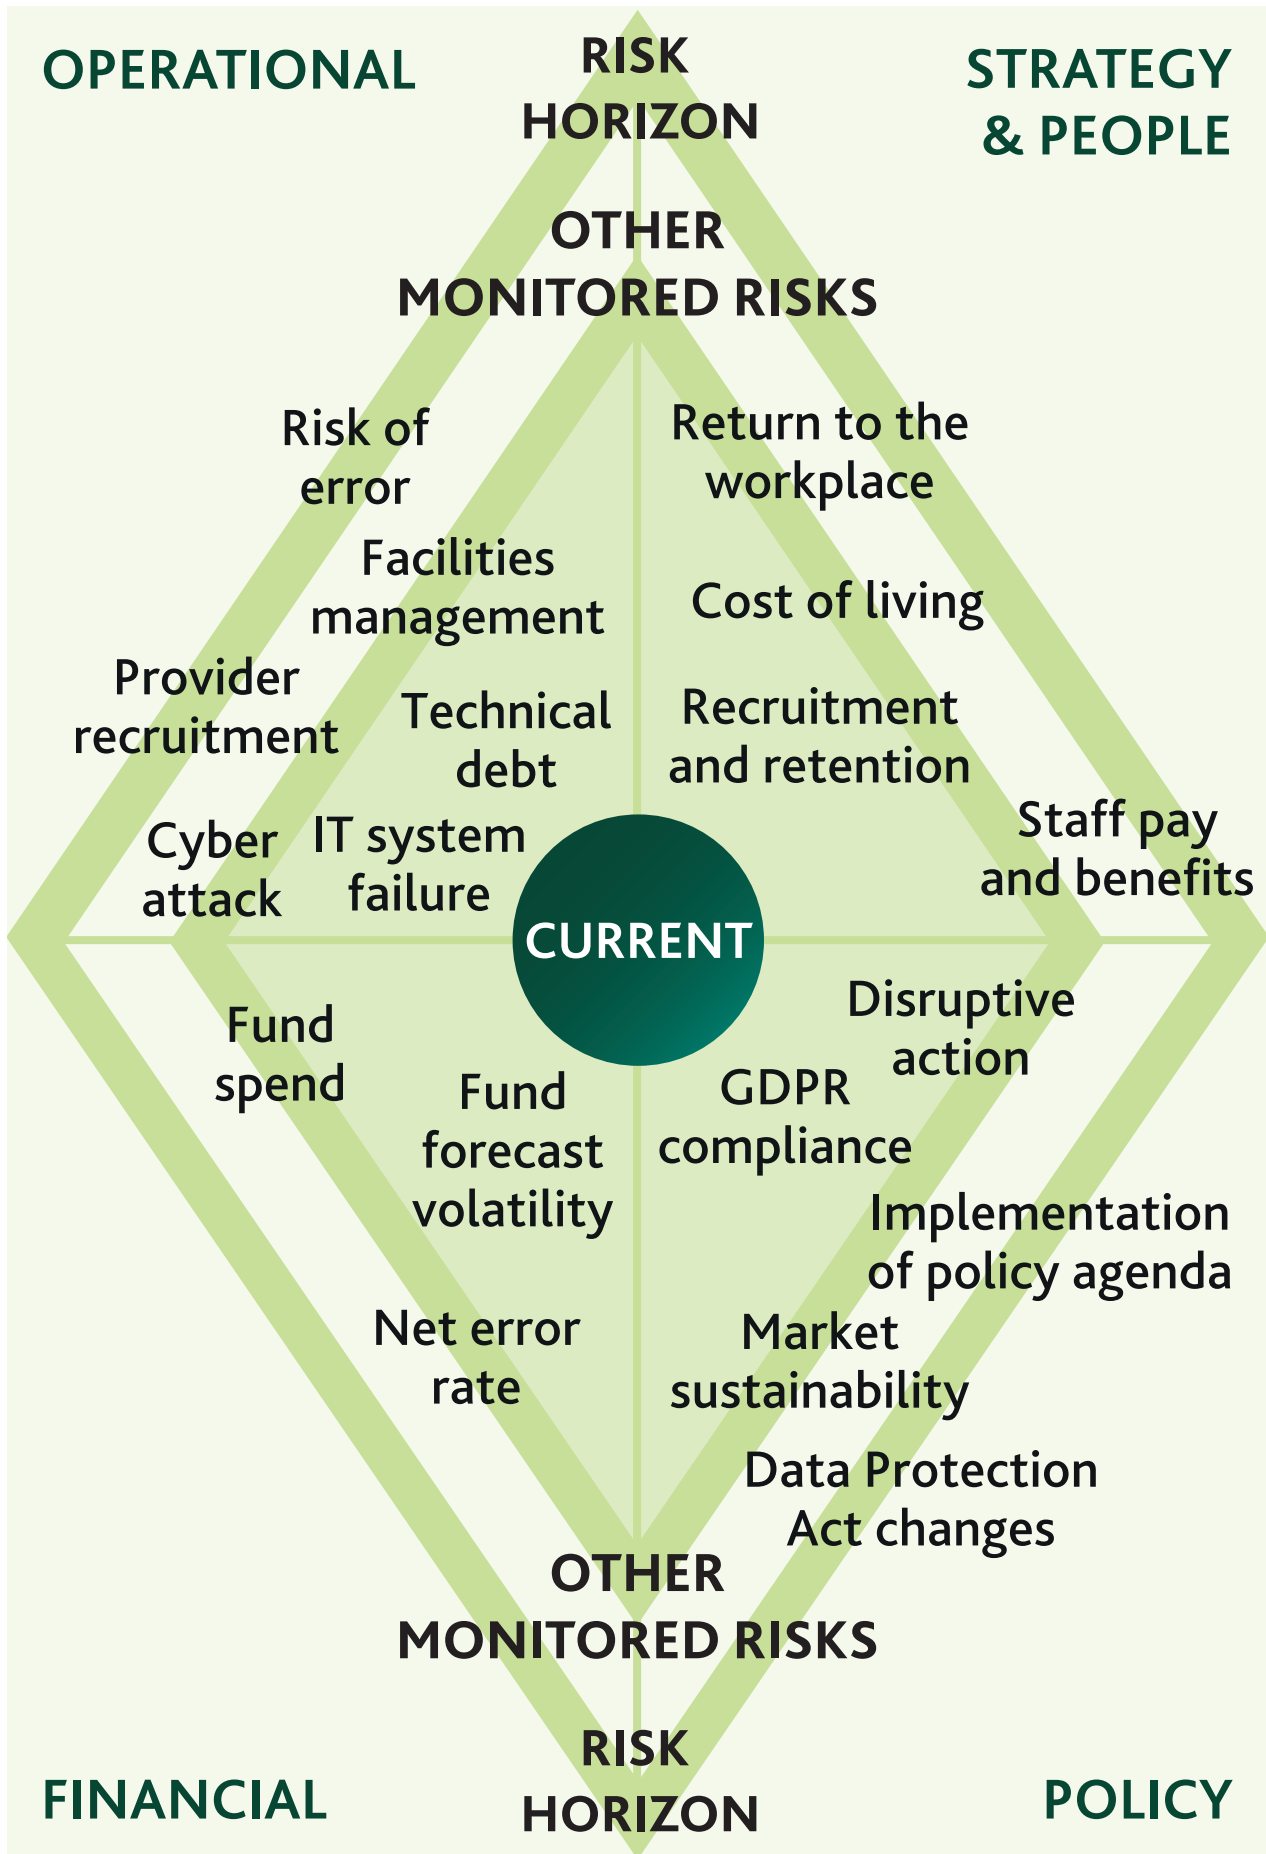 OPERATIONAL
RISK
HORIZON
STRATEGY
& PEOPLE
OTHER
MONITORED RISKS
Risk of
error
Return to the
workplace
Facilities
management
Cost of living
Provider
recruitment
Technical
debt
Recruitment
and retention
Cyber
attack
IT system
failure
Staff pay
and benefits
CURRENT
Fund
spend
Fund
forecast
volatility
GDPR
compliance
Disruptive
action
Implementation
of policy agenda
Net error
rate
Market
sustainability
Data Protection
Act changes
OTHER
MONITORED RISKS
RISK
HORIZON
FINANCIAL
POLICY